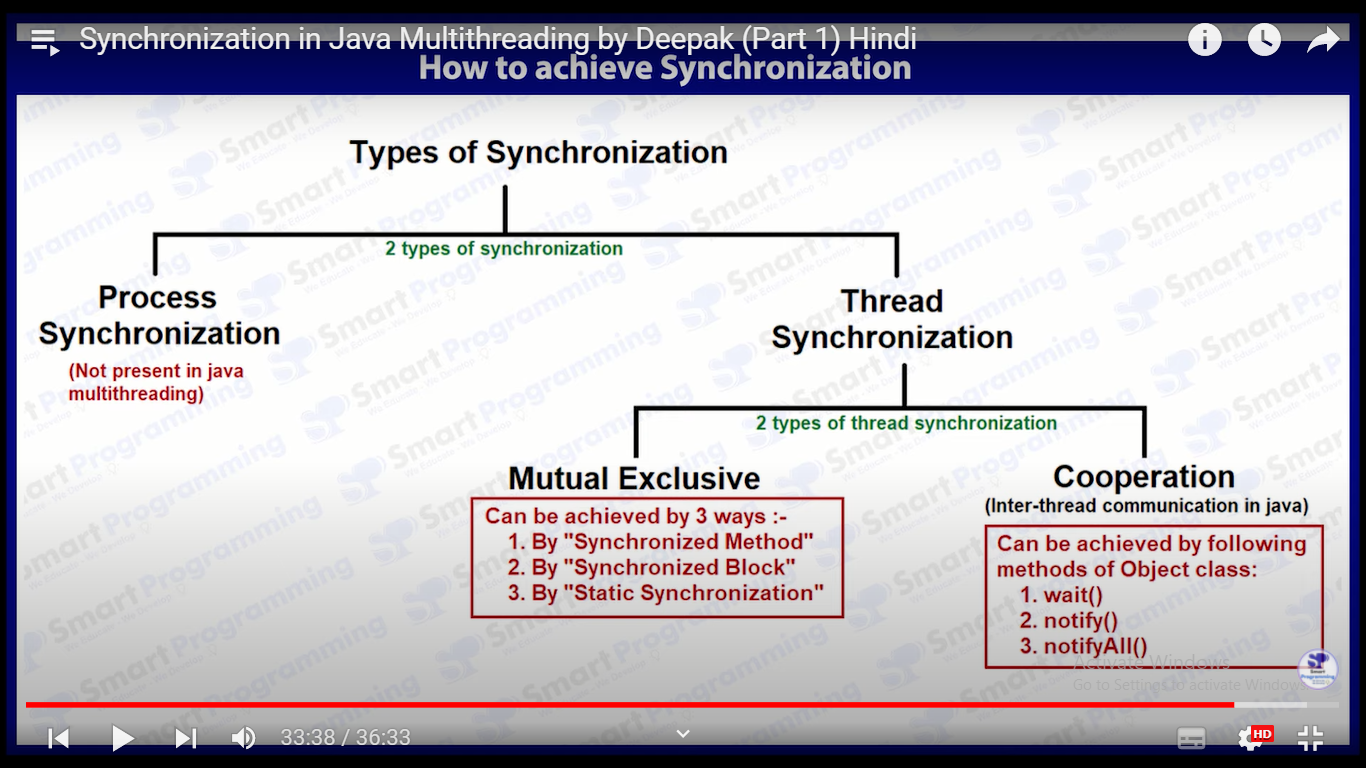 Synchronization in Java Multithreading by Deepak (Part 1) Hindi
How to achieve Synchronization
Types of Synchronization
2 types of synchronization
Process
Synchronization
(Not present in java
multithreading)
Thread
Synchronization
2 types of thread synchronization
Mutual Exclusive
Can be achieved by 3 ways :-
1. By "Synchronized Method"
2. By "Synchronized Block"
3. By "Static Synchronization"
Cooperation
(Inter-thread communication in java)
Can be achieved by following
methods of Object class:
1. wait()
2. notify()
3. notifyAll()
Activate Windows
Go to Settings to activate Windows.
Smart
Programming
33:38 / 36:33
HD